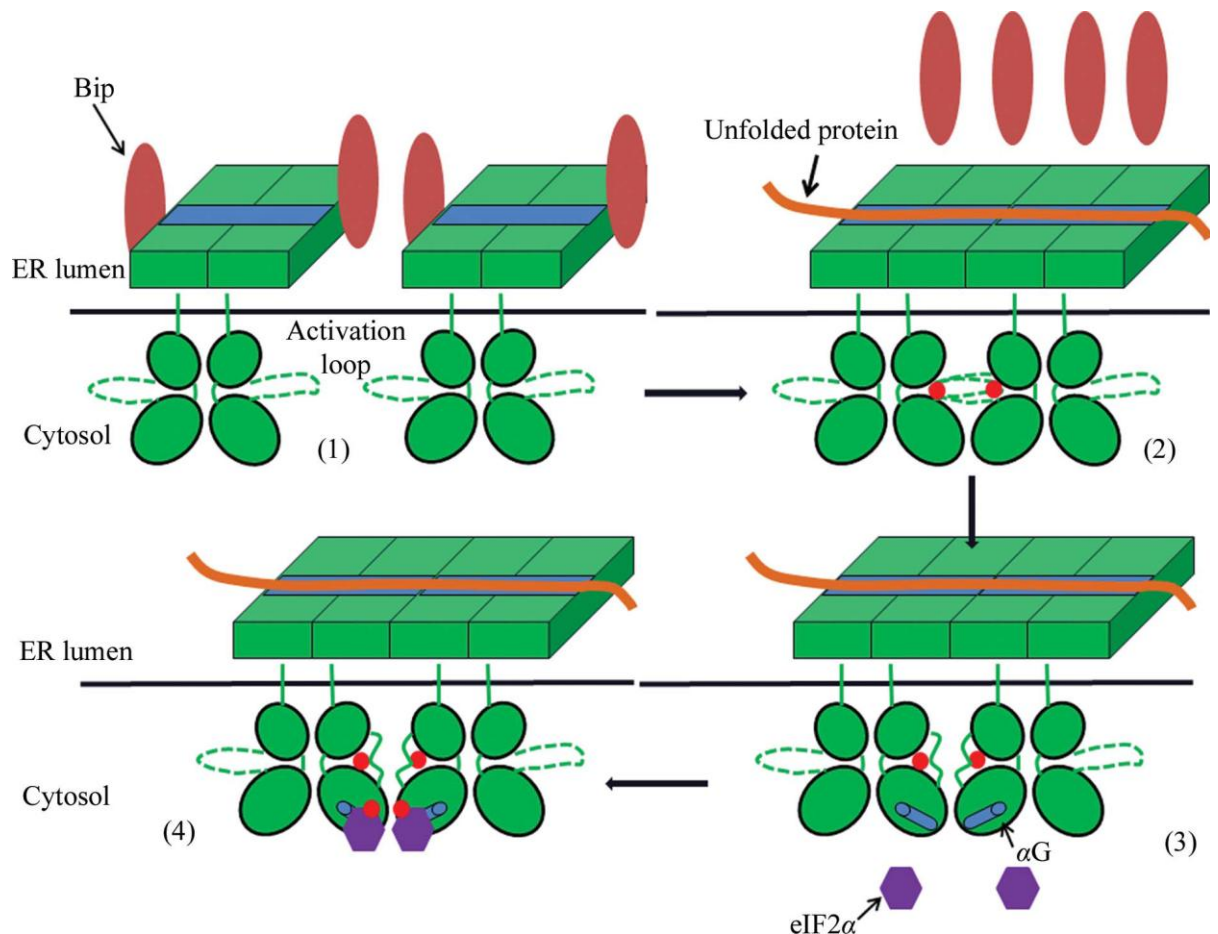 Bip
Unfolded protein
ER lumen
Activation
loop
Cytosol
(1)
(2)
ER lumen
Cytosol
(4)
αG
(3)
eIF2α